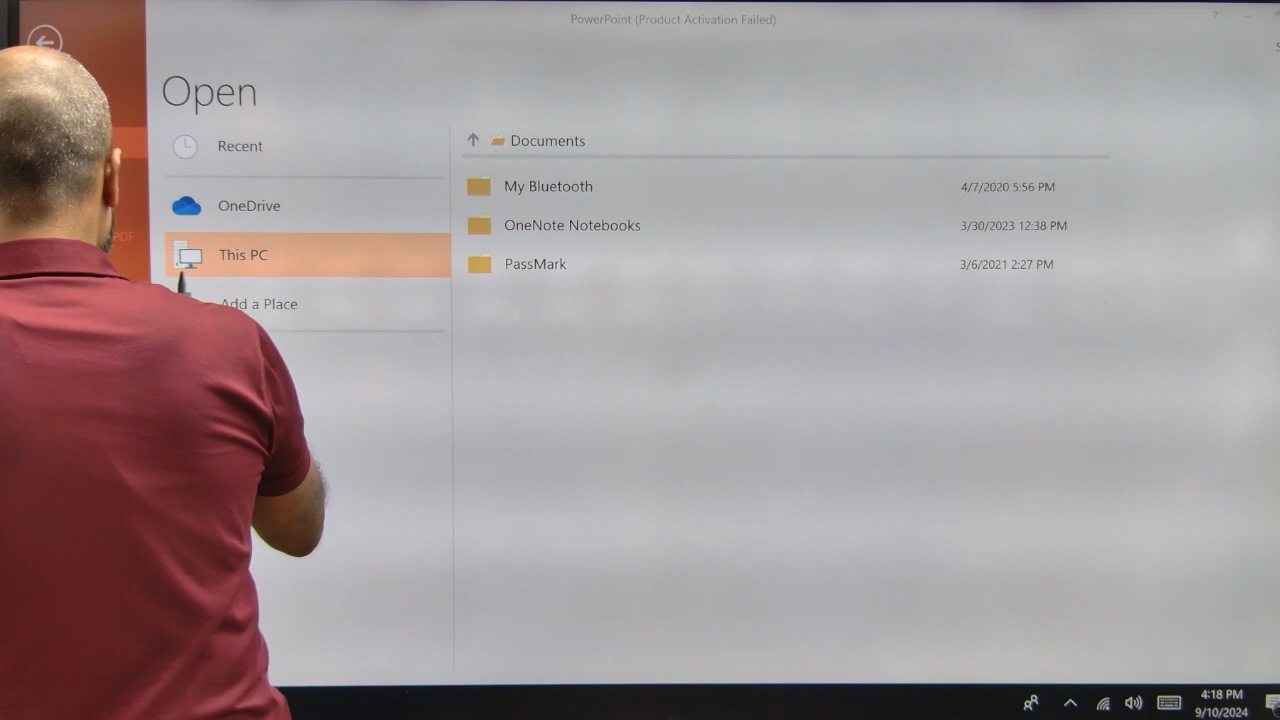 PowerPoint (Product Activation Failed)
?
Open
Recent
OneDrive
This PC
Add a Place
PDF
Documents
My Bluetooth 4/7/2020 5:56 PM
OneNote Notebooks 3/30/2023 12:38 PM
PassMark 3/6/2021 2:27 PM
4:18 PM
9/10/2024